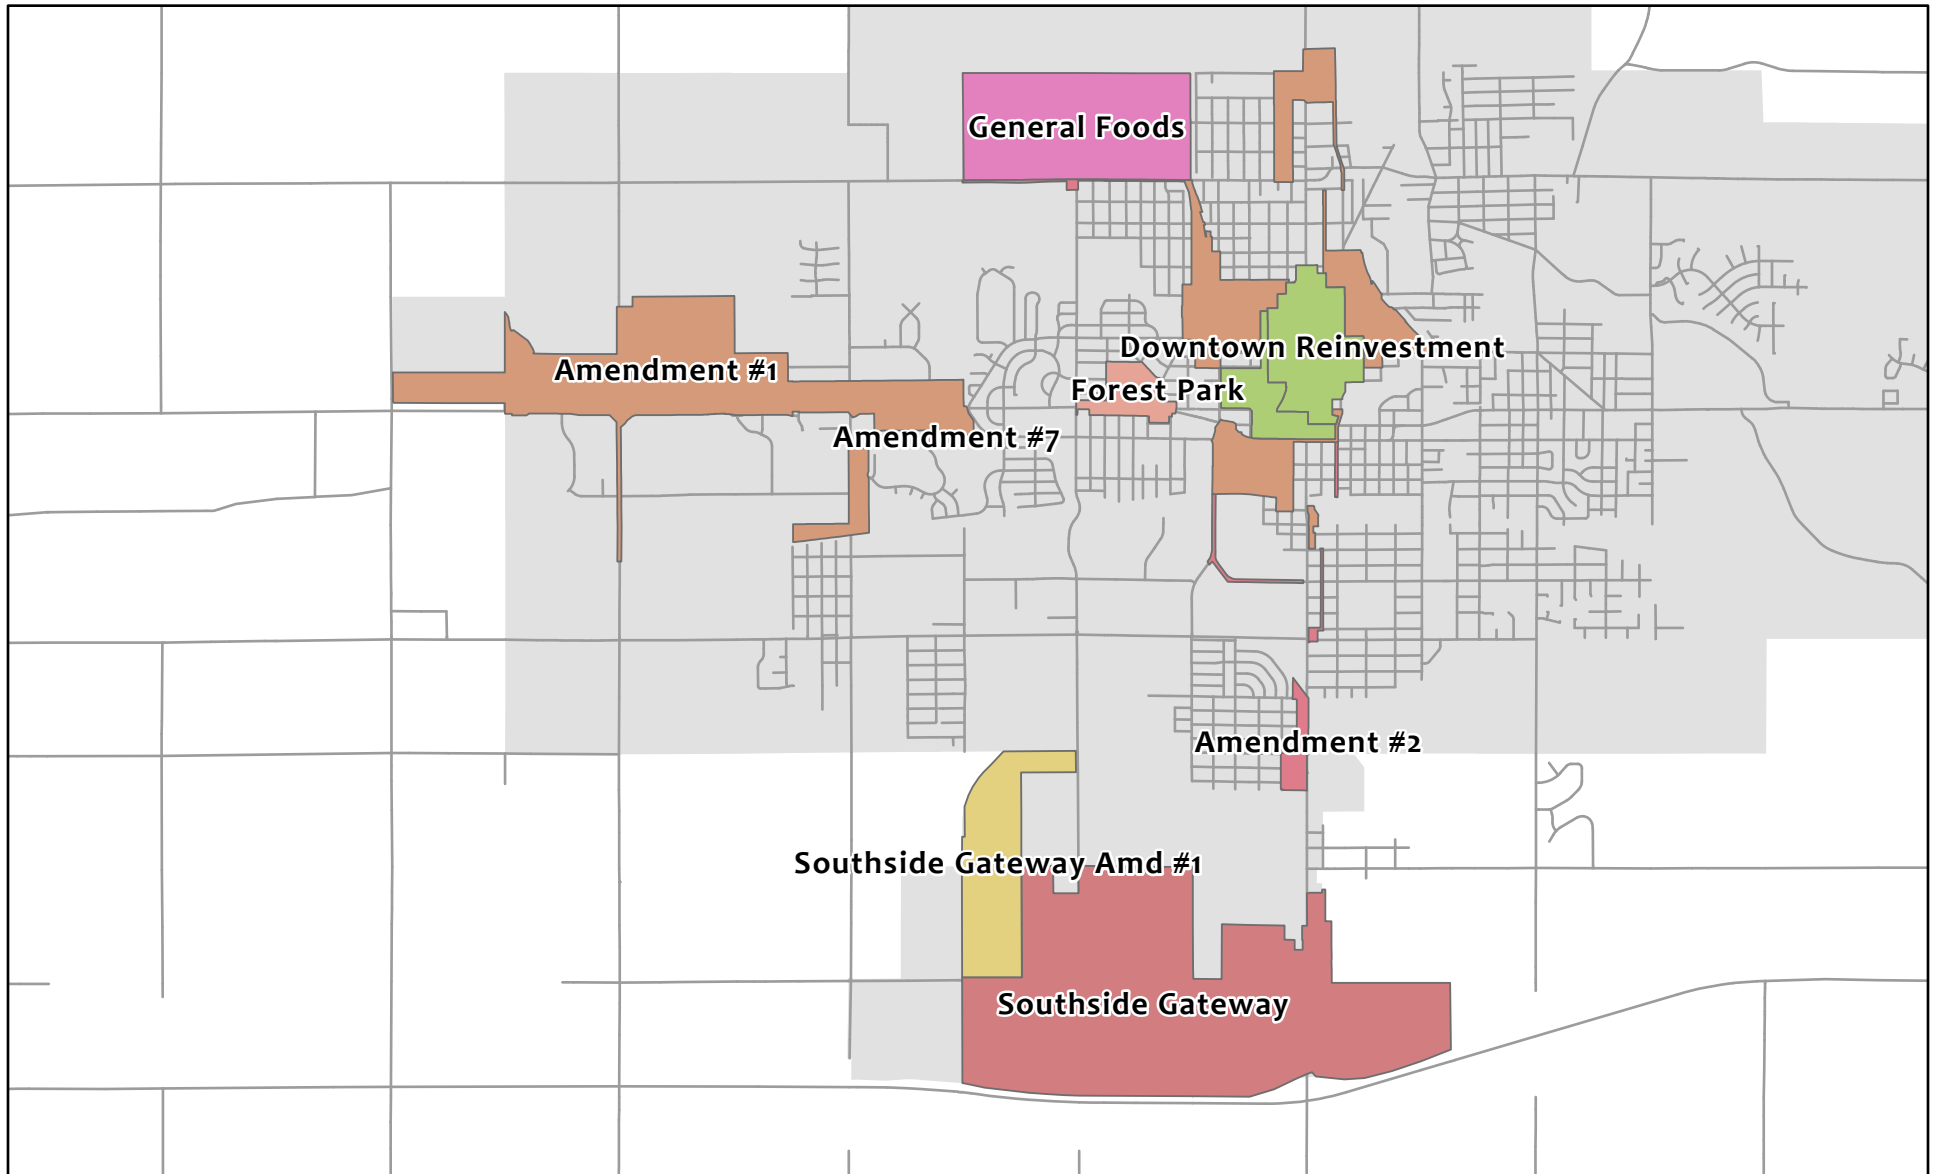 General Foods
Downtown Reinvestment
Amendment #1
Forest Park
Amendment #7
Amendment #2
Southside Gateway Amd #1
Southside Gateway